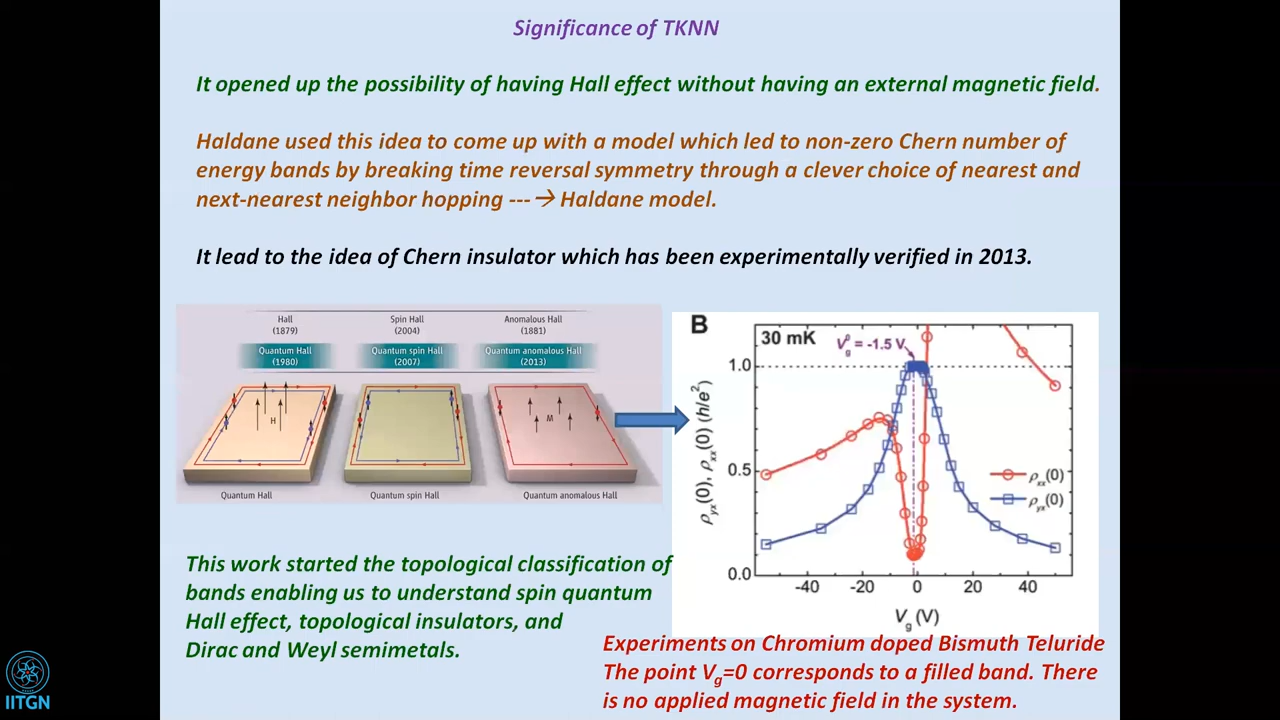 Significance of TKNN
It opened up the possibility of having Hall effect without having an external magnetic field.
Haldane used this idea to come up with a model which led to non-zero Chern number of
energy bands by breaking time reversal symmetry through a clever choice of nearest and
next-nearest neighbor hopping ---→ Haldane model.
It lead to the idea of Chern insulator which has been experimentally verified in 2013.
Hall
(1879)
Spin Hall
(2004)
Anomalous Hall
(1881)
Quantum Hall
(1980)
Quantum spin Hall
(2007)
Quantum anomalous Hall
(2013)
H
M
Quantum Hall
Quantum spin Hall
Quantum anomalous Hall
B
30 mK
V_g^0 = -1.5 V
1.0
0.5
0.0
ρ_yx(0), ρ_xx(0) (h/e²)
ρ_xx(0)
ρ_yx(0)
-40
-20
0
20
40
V_g (V)
This work started the topological classification of
bands enabling us to understand spin quantum
Hall effect, topological insulators, and
Dirac and Weyl semimetals.
Experiments on Chromium doped Bismuth Teluride
The point V_g=0 corresponds to a filled band. There
is no applied magnetic field in the system.
IITGN